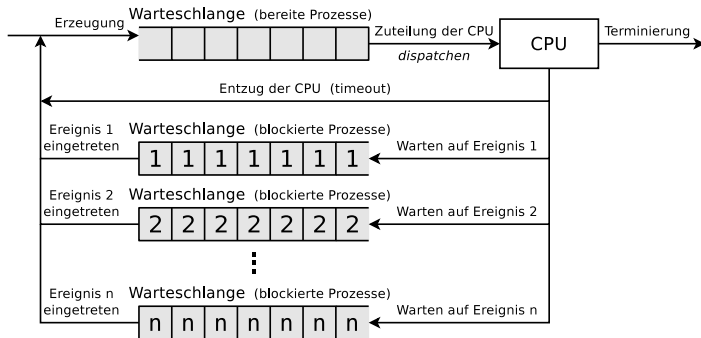 Erzeugung
Warteschlange (bereite Prozesse)
Zuteilung der CPU
dispatchen
CPU
Terminierung
Entzug der CPU (timeout)
Ereignis 1
eingetreten
Warteschlange (blockierte Prozesse)
1 1 1 1 1 1 1
Warten auf Ereignis 1
Ereignis 2
eingetreten
Warteschlange (blockierte Prozesse)
2 2 2 2 2 2 2
Warten auf Ereignis 2
Ereignis n
eingetreten
Warteschlange (blockierte Prozesse)
n n n n n n n
Warten auf Ereignis n